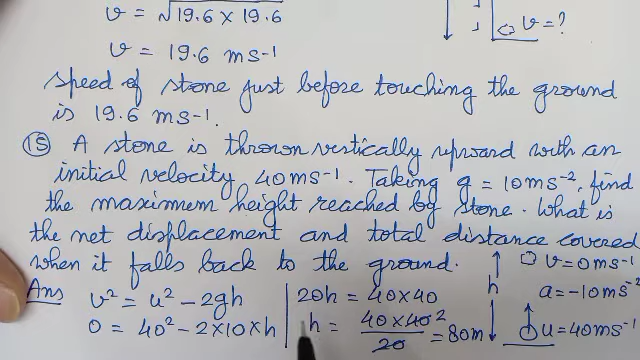 v = √19.6 × 19.6
v = 19.6 ms-1
v = ?
speed of stone just before touching the ground
is 19.6 ms-1.
15 A stone is thrown vertically upward with an
initial velocity 40ms-1. Taking g = 10ms-2, find
the maximum height reached by stone. What is
the net displacement and total distance covered
when it falls back to the ground.
Ans v² = u² - 2gh
0 = 40² - 2×10×h
20h = 40×40
h = 40×40 2 / 20 = 80m
h
v = 0ms-1
a = -10ms-2
u = 40ms-1